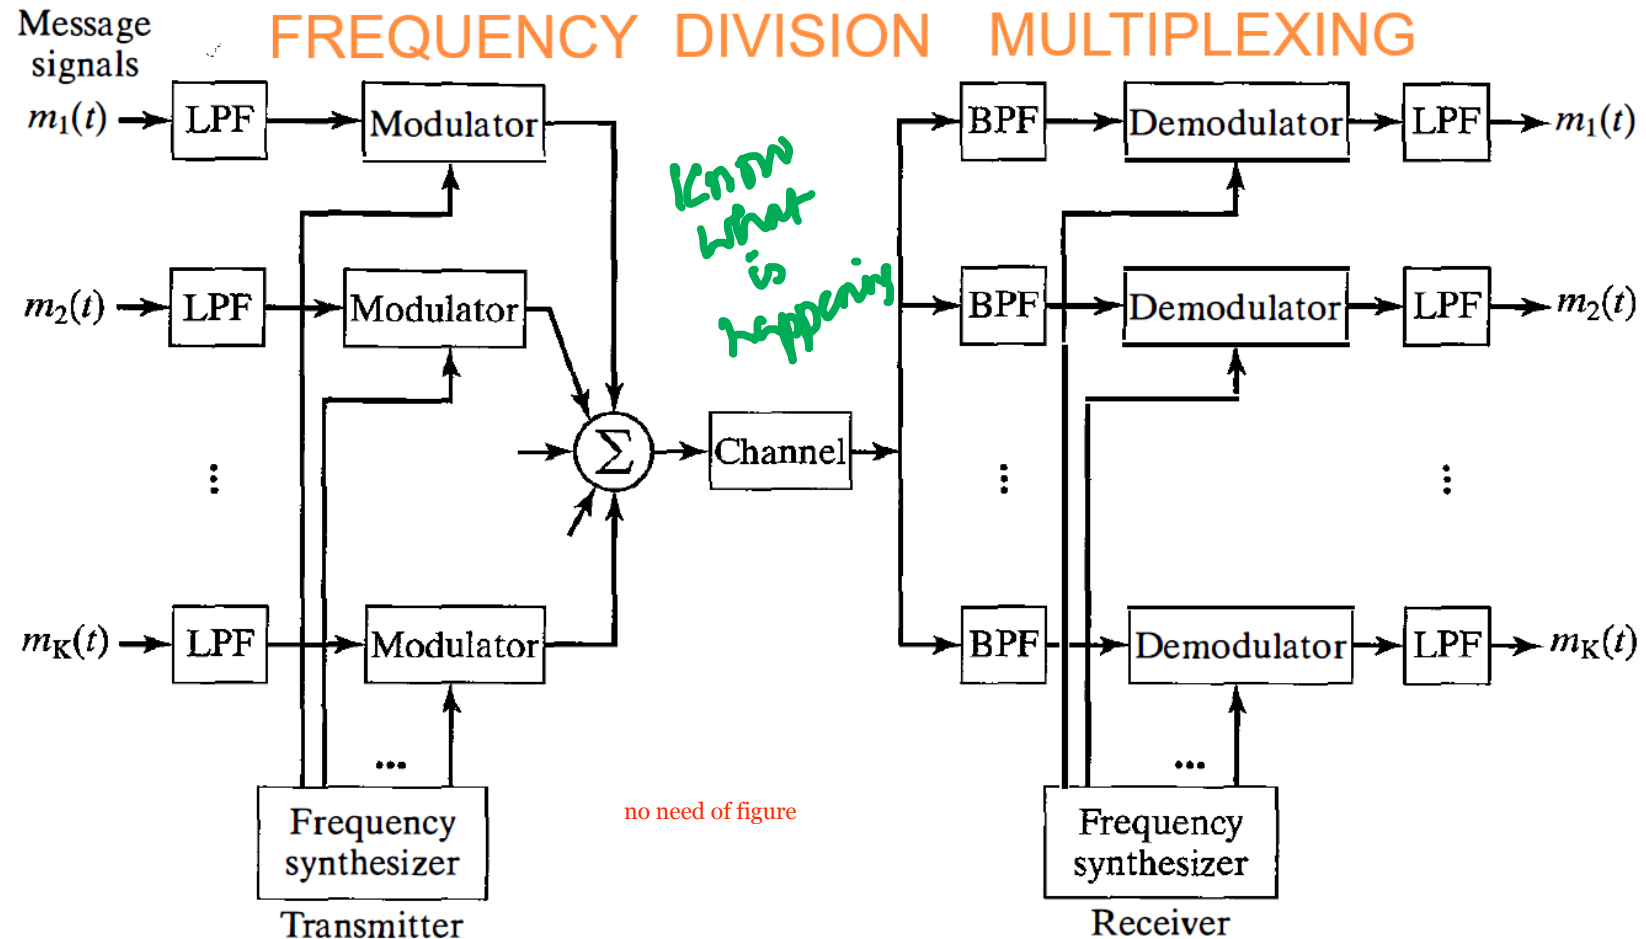 FREQUENCY DIVISION MULTIPLEXING
Message
signals
m₁(t)
LPF
Modulator
BPF
Demodulator
LPF
m₁(t)
Know
what
is
happening
m₂(t)
LPF
Modulator
BPF
Demodulator
LPF
m₂(t)
Σ
Channel
m_K(t)
LPF
Modulator
BPF
Demodulator
LPF
m_K(t)
Frequency
synthesizer
Transmitter
no need of figure
Frequency
synthesizer
Receiver